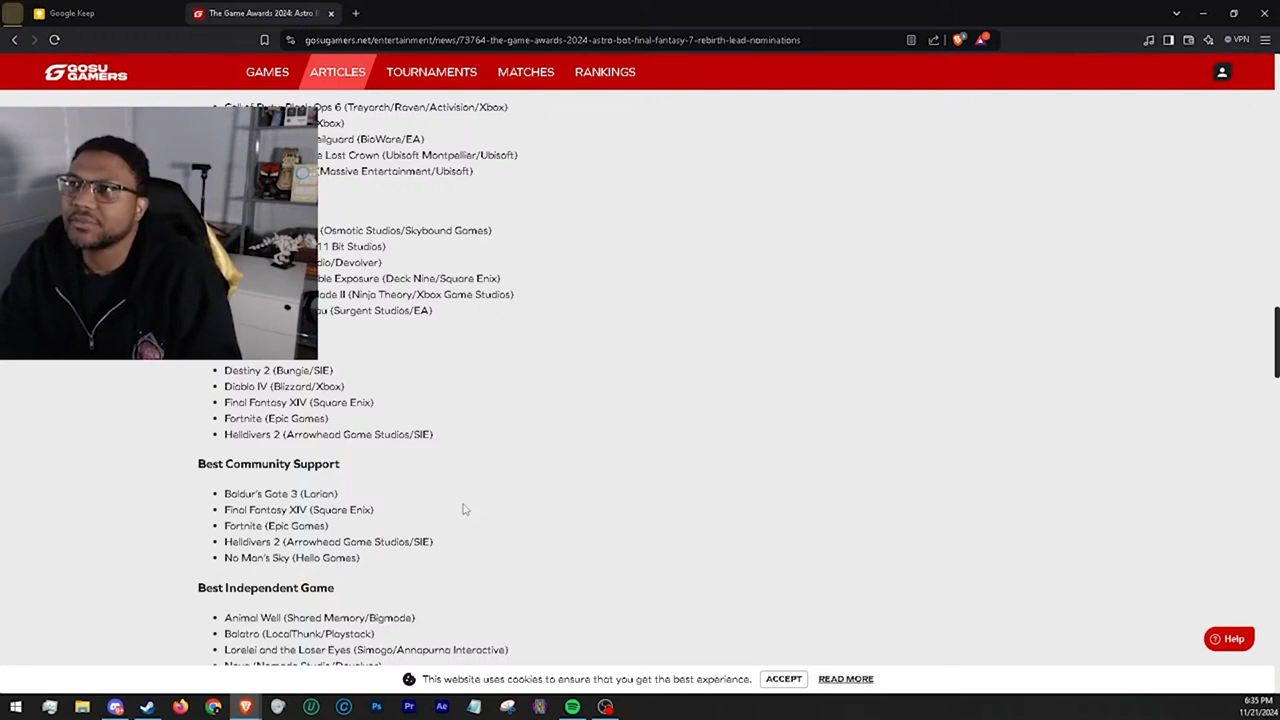 Google Keep
The Game Awards 2024: Astro
gosugamers.net/entertainment/news/73764-the-game-awards-2024-astro-bot-final-fantasy-7-rebirth-lead-nominations
VPN
GOSU
GAMERS
GAMES
ARTICLES
TOURNAMENTS
MATCHES
RANKINGS
Ops 6 (Treyarch/Raven/Activision/Xbox)
Xbox)
eilguard (BioWare/EA)
e Lost Crown (Ubisoft Montpellier/Ubisoft)
(Massive Entertainment/Ubisoft)
(Osmotic Studios/Skybound Games)
11 Bit Studios)
dio/Devolver)
ble Exposure (Deck Nine/Square Enix)
lade II (Ninja Theory/Xbox Game Studios)
au (Surgent Studios/EA)
• Destiny 2 (Bungie/SIE)
• Diablo IV (Blizzard/Xbox)
• Final Fantasy XIV (Square Enix)
• Fortnite (Epic Games)
• Helldivers 2 (Arrowhead Game Studios/SIE)
Best Community Support
• Baldur's Gate 3 (Larian)
• Final Fantasy XIV (Square Enix)
• Fortnite (Epic Games)
• Helldivers 2 (Arrowhead Game Studios/SIE)
• No Man's Sky (Hello Games)
Best Independent Game
• Animal Well (Shared Memory/Bigmode)
• Balatro (LocalThunk/Playstack)
• Lorelei and the Laser Eyes (Simogo/Annapurna Interactive)
Help
This website uses cookies to ensure that you get the best experience.
ACCEPT
READ MORE
6:35 PM
11/21/2024